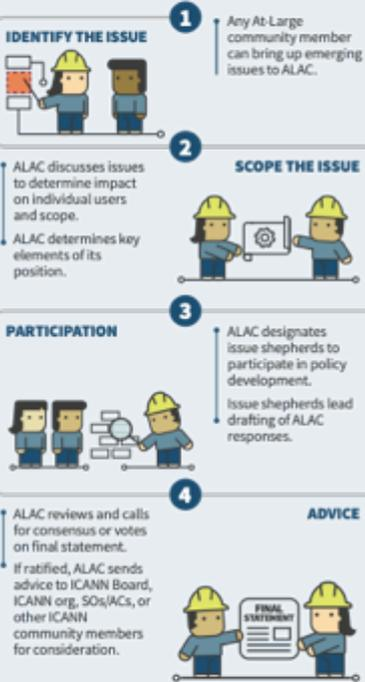 1
IDENTIFY THE ISSUE
Any At-Large
community member
can bring up emerging
issues to ALAC.
2
ALAC discusses issues
to determine impact
on individual users
and scope.
ALAC determines key
elements of its
position.
SCOPE THE ISSUE
3
PARTICIPATION
ALAC designates
issue shepherds to
participate in policy
development.
Issue shepherds lead
drafting of ALAC
responses.
4
ALAC reviews and calls
for consensus or votes
on final statement.
If ratified, ALAC sends
advice to ICANN Board,
ICANN org, SOs/ACs, or
other ICANN
community members
for consideration.
ADVICE
FINAL
STATEMENT